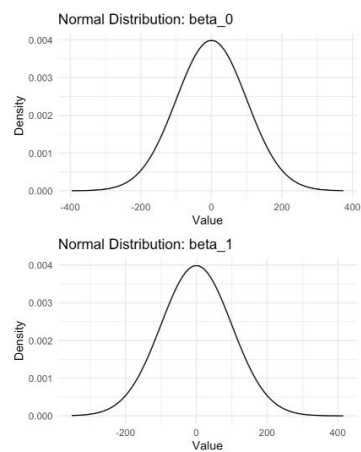 Normal Distribution: beta_0
0.004
0.003
0.002
0.001
0.000
Density
-400 -200 0 200 400
Value
Normal Distribution: beta_1
0.004
0.003
0.002
0.001
0.000
Density
-200 0 200 400
Value